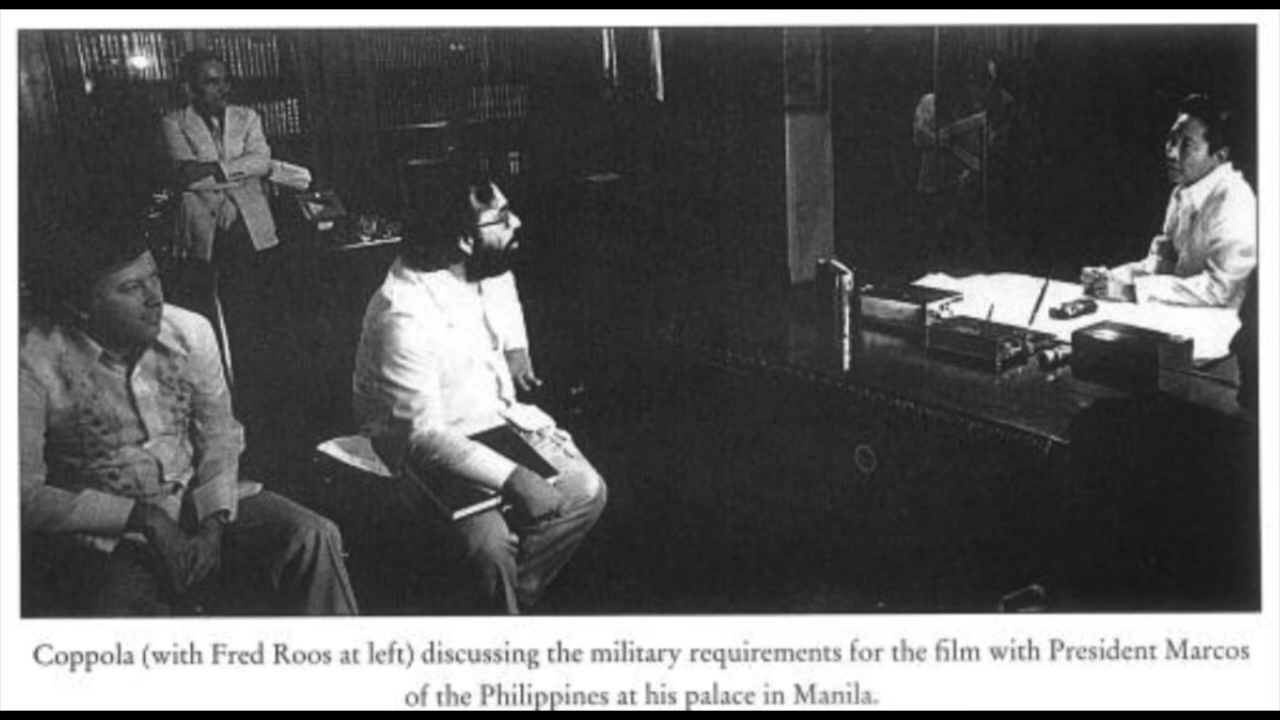 Coppola (with Fred Roos at left) discussing the military requirements for the film with President Marcos
of the Philippines at his palace in Manila.